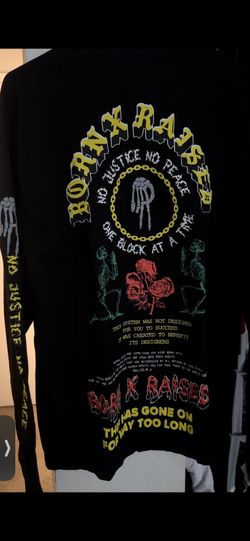 BORN X RAISED
NO JUSTICE NO PEACE
ONE BLOCK AT A TIME
THIS SYSTEM WAS NOT DESIGNED
FOR YOU TO SUCCEED
IT WAS CREATED TO BENEFIT
ITS DESIGNERS
BORN X RAISED
THIS HAS GONE ON
FOR WAY TOO LONG
NO JUSTICE NO PEACE